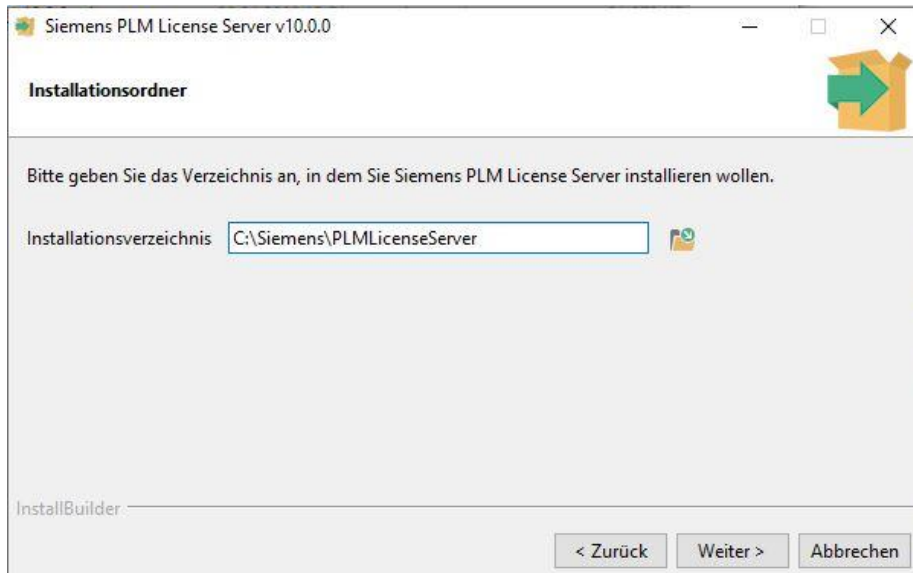 Siemens PLM License Server v10.0.0
Installationsordner
Bitte geben Sie das Verzeichnis an, in dem Sie Siemens PLM License Server installieren wollen.
Installationsverzeichnis C:\Siemens\PLMLicenseServer
InstallBuilder
< Zurück Weiter > Abbrechen